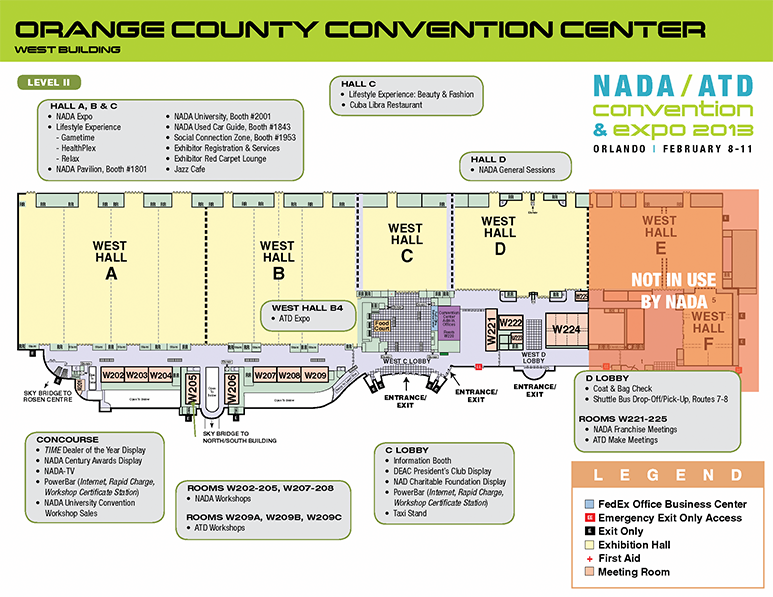 ORANGE COUNTY CONVENTION CENTER
WEST BUILDING
LEVEL II
HALL A, B & C
• NADA Expo
• Lifestyle Experience
- Gametime
- HealthPlex
- Relax
• NADA Pavilion, Booth #1801
• NADA University, Booth #2001
• NADA Used Car Guide, Booth #1843
• Social Connection Zone, Booth #1953
• Exhibitor Registration & Services
• Exhibitor Red Carpet Lounge
• Jazz Cafe
HALL C
• Lifestyle Experience: Beauty & Fashion
• Cuba Libra Restaurant
NADA / ATD
convention
& expo 2013
ORLANDO | FEBRUARY 8-11
HALL D
• NADA General Sessions
WEST
HALL
A
WEST
HALL
B
WEST
HALL
C
WEST
HALL
D
WEST
HALL
E
NOT IN USE
BY NADA
WEST
HALL
F
WEST HALL B4
• ATD Expo
Food
Court
W221
W222
W223
W224
W225
WEST C LOBBY
WEST D
LOBBY
W201
W202
W203
W204
W205
W206
W207
W208
W209
SKY BRIDGE TO
ROSEN CENTRE
SKY BRIDGE TO
NORTH/SOUTH BUILDING
ENTRANCE/
EXIT
ENTRANCE/
EXIT
ENTRANCE/
EXIT
D LOBBY
• Coat & Bag Check
• Shuttle Bus Drop-Off/Pick-Up, Routes 7-8
ROOMS W221-225
• NADA Franchise Meetings
• ATD Make Meetings
CONCOURSE
• TIME Dealer of the Year Display
• NADA Century Awards Display
• NADA-TV
• PowerBar (Internet, Rapid Charge,
Workshop Certificate Station)
• NADA University Convention
Workshop Sales
ROOMS W202-205, W207-208
• NADA Workshops
ROOMS W209A, W209B, W209C
• ATD Workshops
C LOBBY
• Information Booth
• DEAC President's Club Display
• NAD Charitable Foundation Display
• PowerBar (Internet, Rapid Charge,
Workshop Certificate Station)
• Taxi Stand
LEGEND
FedEx Office Business Center
Emergency Exit Only Access
Exit Only
Exhibition Hall
First Aid
Meeting Room